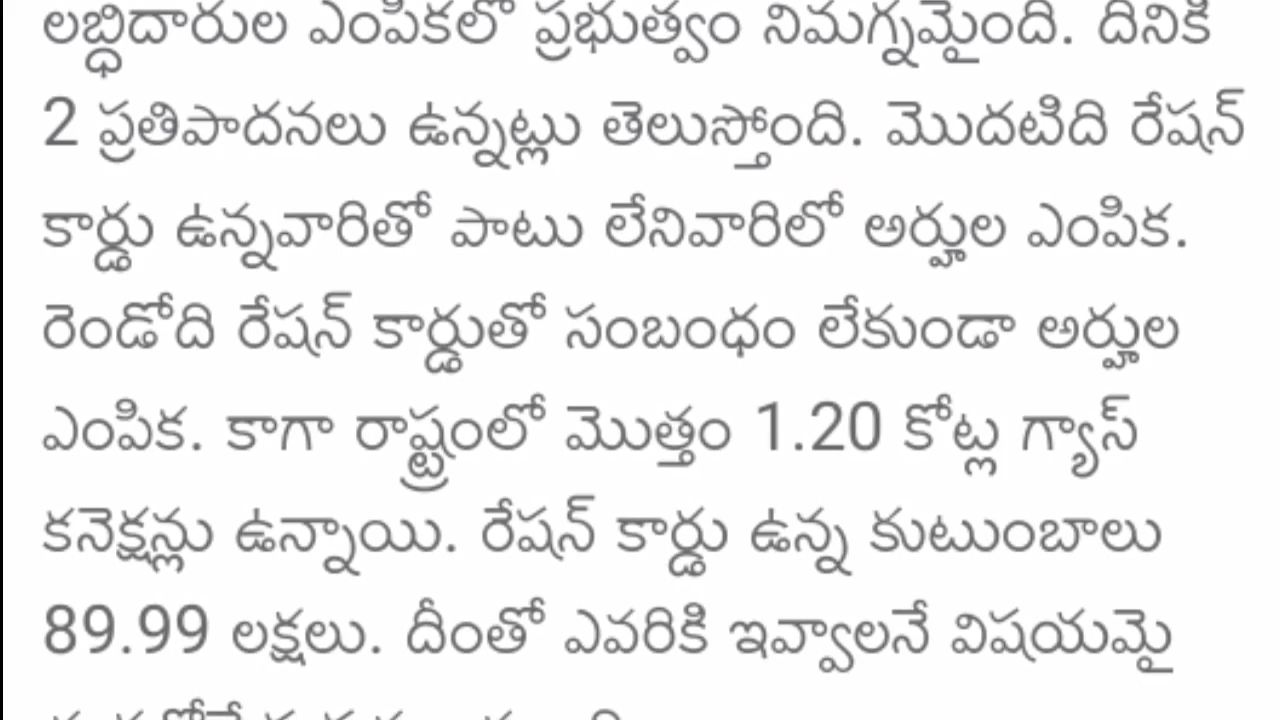 లబ్ధిదారుల ఎంపికలో ప్రభుత్వం నిమగ్నమైంది. దీనికి
2 ప్రతిపాదనలు ఉన్నట్లు తెలుస్తోంది. మొదటిది రేషన్
కార్డు ఉన్నవారితో పాటు లేనివారిలో అర్హుల ఎంపిక.
రెండోది రేషన్ కార్డుతో సంబంధం లేకుండా అర్హుల
ఎంపిక. కాగా రాష్ట్రంలో మొత్తం 1.20 కోట్ల గ్యాస్
కనెక్షన్లు ఉన్నాయి. రేషన్ కార్డు ఉన్న కుటుంబాలు
89.99 లక్షలు. దీంతో ఎవరికి ఇవ్వాలనే విషయమై